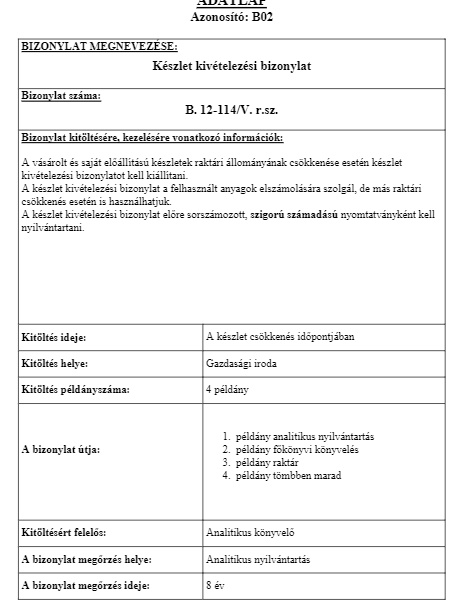 ADATLAP
Azonosító: B02
BIZONYLAT MEGNEVEZÉSE:
Készlet kivételezési bizonylat
Bizonylat száma:
B. 12-114/V. r.sz.
Bizonylat kitöltésére, kezelésére vonatkozó információk:
A vásárolt és saját előállítású készletek raktári állományának csökkenése esetén készlet
kivételezési bizonylatot kell kiállítani.
A készlet kivételezési bizonylat a felhasznált anyagok elszámolására szolgál, de más raktári
csökkenés esetén is használhatjuk.
A készlet kivételezési bizonylat előre sorszámozott, szigorú számadású nyomtatványként kell
nyilvántartani.
Kitöltés ideje: A készlet csökkenés időpontjában
Kitöltés helye: Gazdasági iroda
Kitöltés példányszáma: 4 példány
A bizonylat útja:
1. példány analitikus nyilvántartás
2. példány főkönyvi könyvelés
3. példány raktár
4. példány tömbben marad
Kitöltésért felelős: Analitikus könyvelő
A bizonylat megőrzés helye: Analitikus nyilvántartás
A bizonylat megőrzés ideje: 8 év